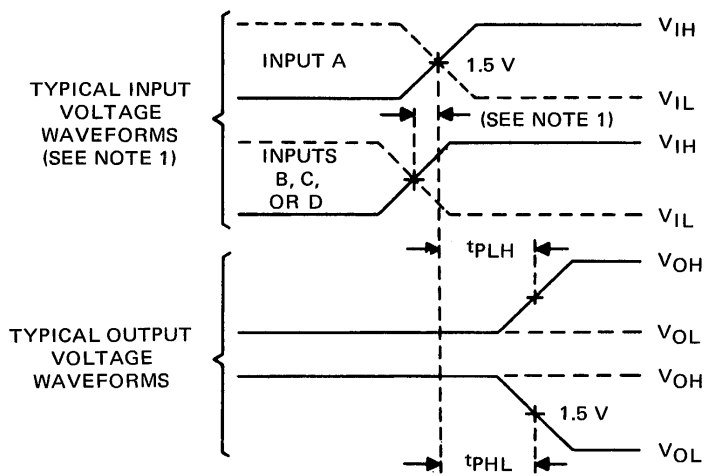 INPUT A
1.5 V
VIH
VIL
TYPICAL INPUT
VOLTAGE
WAVEFORMS
(SEE NOTE 1)
(SEE NOTE 1)
INPUTS
B, C,
OR D
VIH
VIL
tPLH
VOH
VOL
TYPICAL OUTPUT
VOLTAGE
WAVEFORMS
VOH
1.5 V
VOL
tPHL